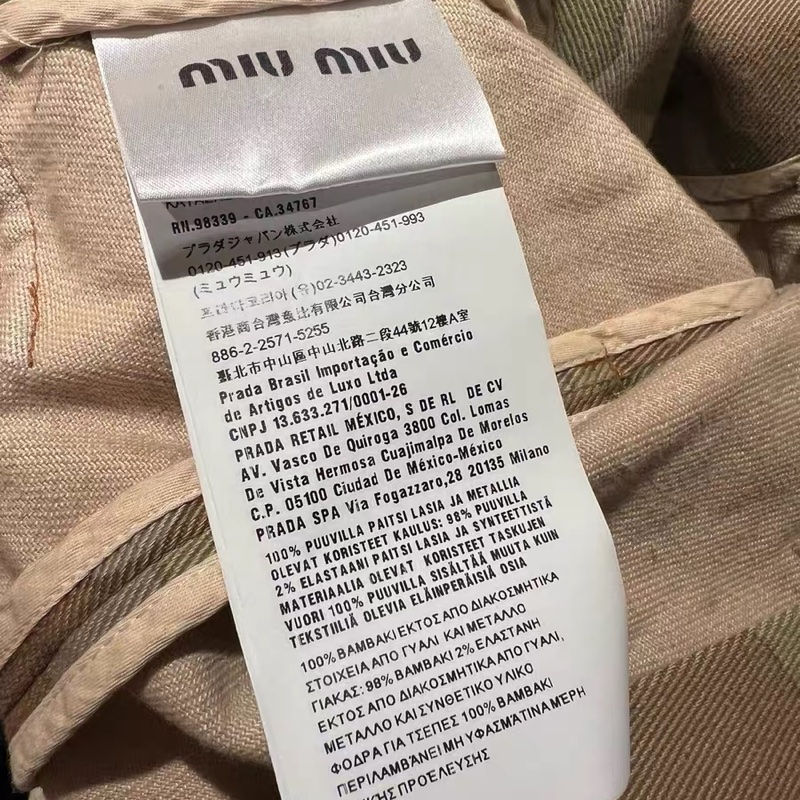 MIU MIU
RN.98339 - CA.34767
プラダジャパン株式会社
0120-451-913(プラダ)0120-451-993
(ミュウミュウ)
프라다코리아(유)02-3443-2323
香港商台灣魚比有限公司台灣分公司
886-2-2571-5255
臺北市中山區中山北路二段44號12樓A室
Prada Brasil Importação e Comércio
de Artigos de Luxo Ltda
CNPJ 13.633.271/0001-26
PRADA RETAIL MÉXICO, S DE RL DE CV
AV. Vasco De Quiroga 3800 Col. Lomas
De Vista Hermosa Cuajimalpa De Morelos
C.P. 05100 Ciudad De México-México
PRADA SPA Via Fogazzaro,28 20135 Milano
100% PUUVILLA PAITSI LASIA JA METALLIA
OLEVAT KORISTEET KAULUS: 98% PUUVILLA
2% ELASTAANI PAITSI LASIA JA SYNTEETTISTÄ
MATERIAALIA OLEVAT KORISTEET TASKUJEN
VUORI 100% PUUVILLA SISÄLTÄÄ MUUTA KUIN
TEKSTIILIÄ OLEVIA ELÄINPERÄISIÄ OSIA
100% ΒΑΜΒΑΚΙ ΕΚΤΟΣ ΑΠΟ ΔΙΑΚΟΣΜΗΤΙΚΑ
ΣΤΟΙΧΕΙΑ ΑΠΟ ΓΥΑΛΙ ΚΑΙ ΜΕΤΑΛΛΟ
ΓΙΑΚΑΣ: 98% ΒΑΜΒΑΚΙ 2% ΕΛΑΣΤΑΝΗ
ΕΚΤΟΣ ΑΠΟ ΔΙΑΚΟΣΜΗΤΙΚΑ ΑΠΟ ΓΥΑΛΙ,
ΜΕΤΑΛΛΟ ΚΑΙ ΣΥΝΘΕΤΙΚΟ ΥΛΙΚΟ
ΦΟΔΡΑ ΓΙΑ ΤΣΕΠΕΣ 100% ΒΑΜΒΑΚΙ
ΠΕΡΙΛΑΜΒΑΝΕΙ ΜΗ ΥΦΑΣΜΑΤΙΝΑ ΜΕΡΗ
ΠΡΟΕΛΕΥΣΗΣ